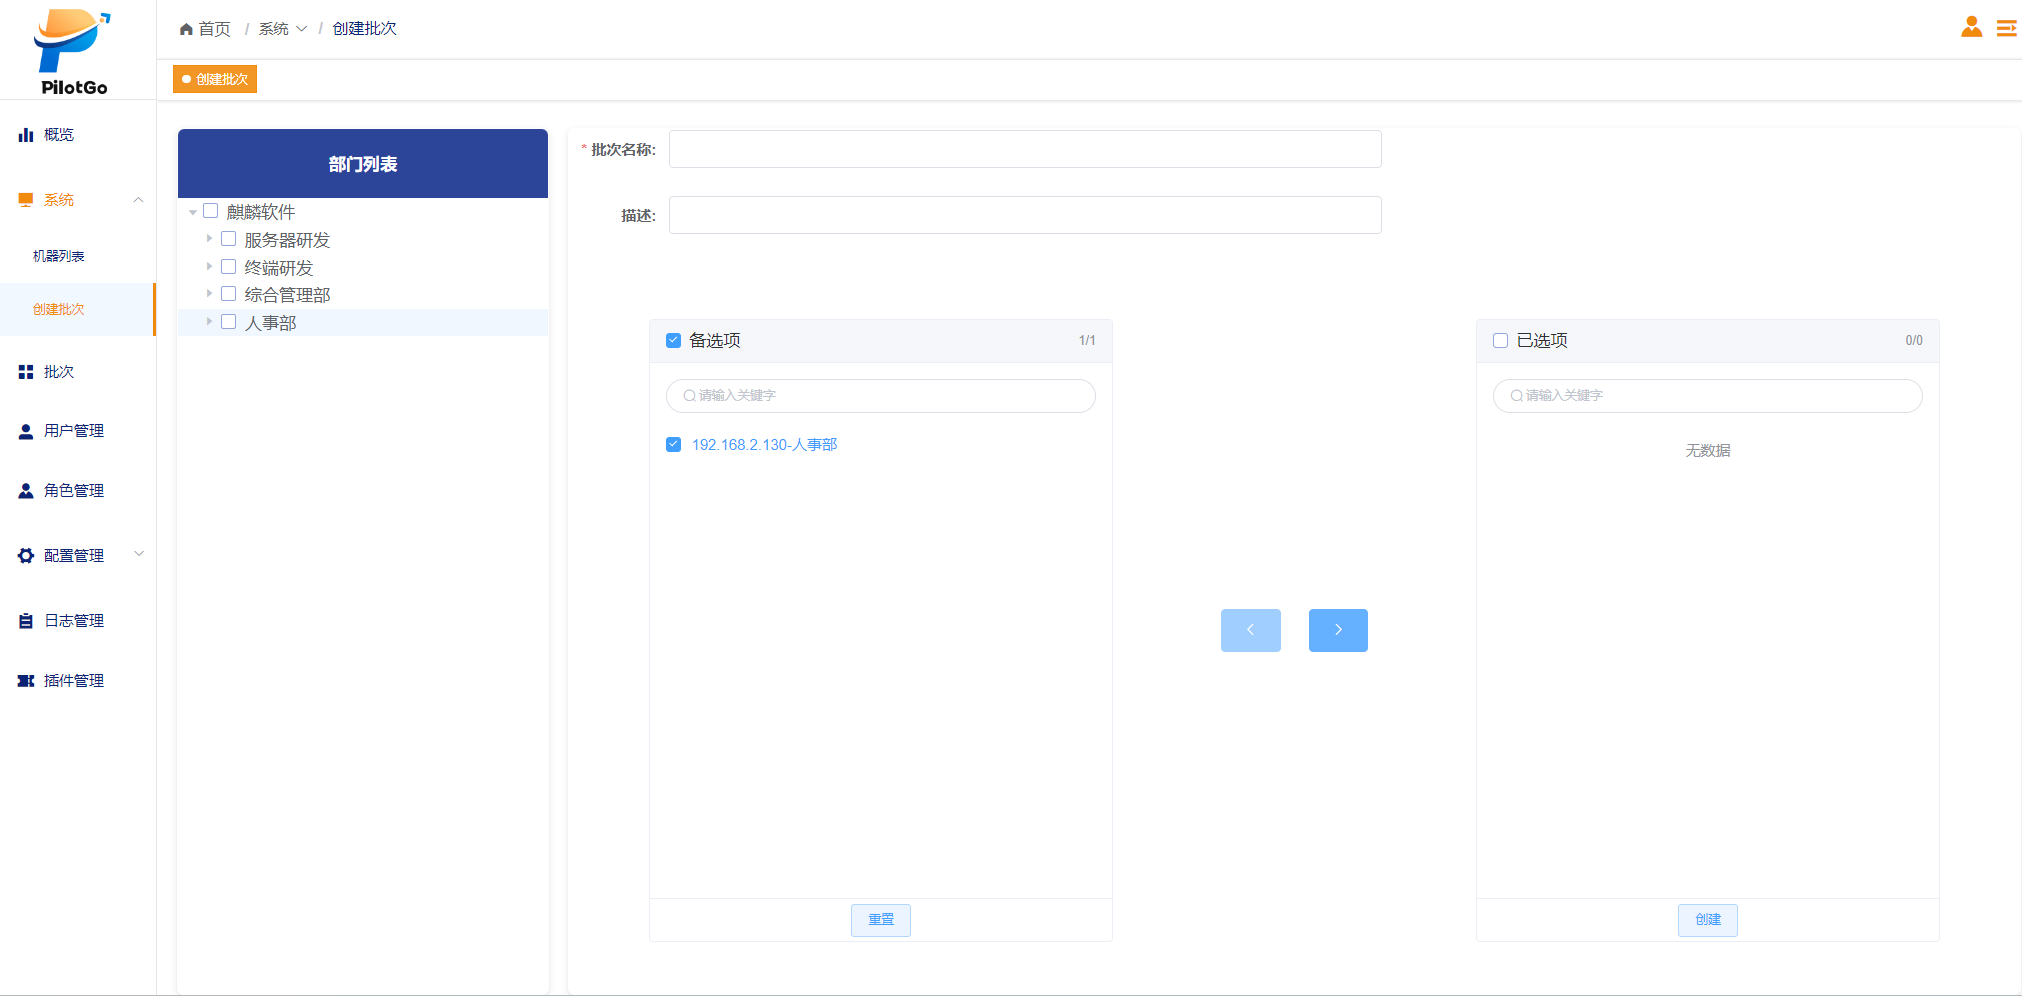 PilotGo
首页 / 系统 / 创建批次
创建批次
概览
系统
机器列表
创建批次
批次
用户管理
角色管理
配置管理
日志管理
插件管理
部门列表
麒麟软件
服务器研发
终端研发
综合管理部
人事部
* 批次名称:
描述:
备选项 1/1
请输入关键字
192.168.2.130-人事部
重置
已选项 0/0
请输入关键字
无数据
创建